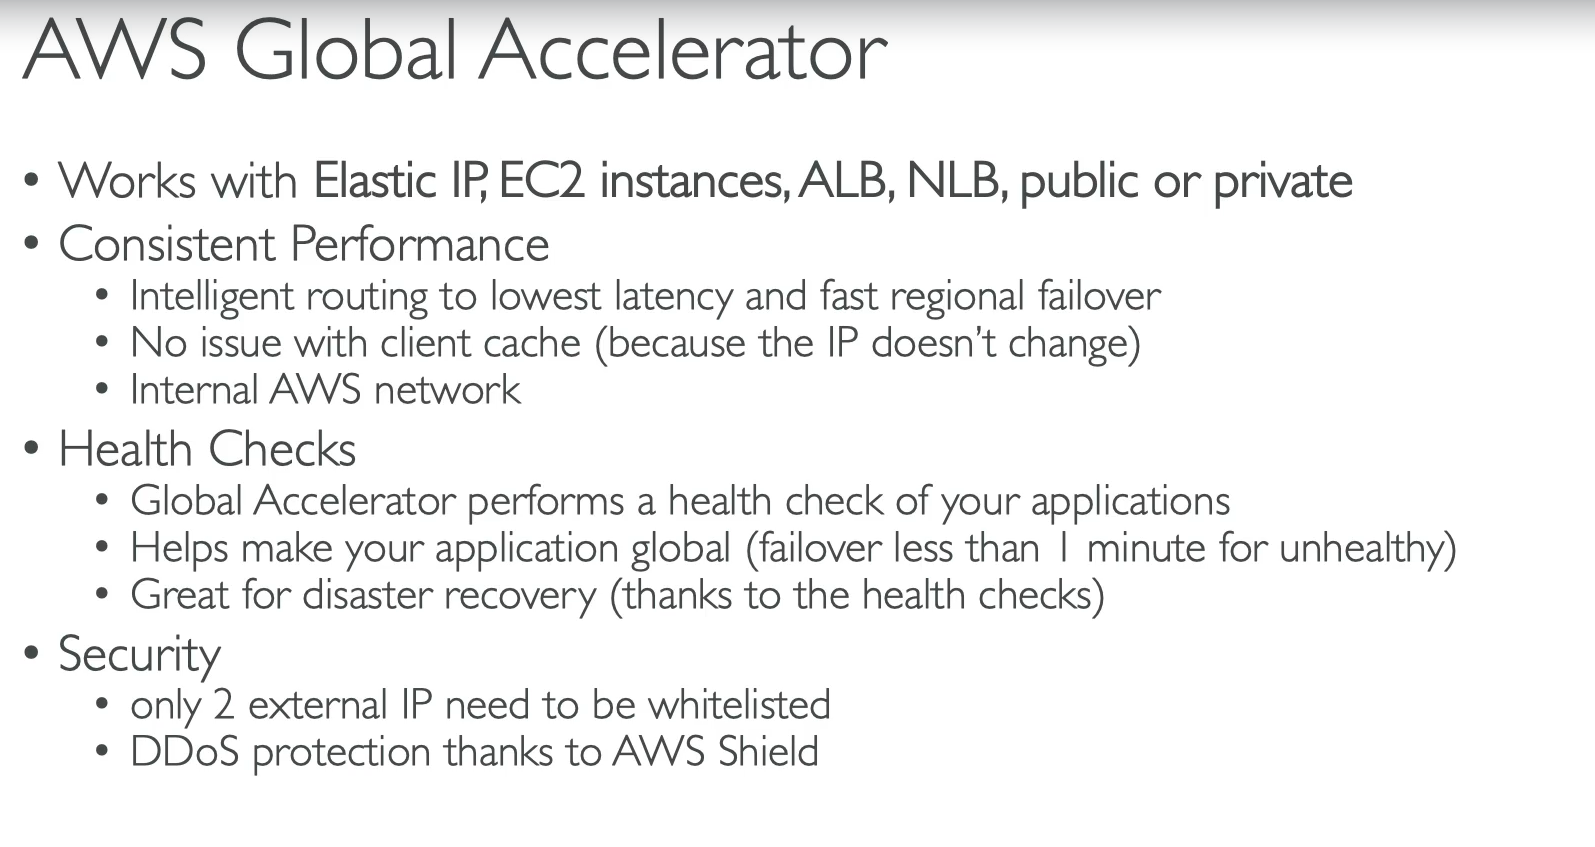 AWS Global Accelerator
• Works with Elastic IP, EC2 instances, ALB, NLB, public or private
• Consistent Performance
• Intelligent routing to lowest latency and fast regional failover
• No issue with client cache (because the IP doesn't change)
• Internal AWS network
• Health Checks
• Global Accelerator performs a health check of your applications
• Helps make your application global (failover less than 1 minute for unhealthy)
• Great for disaster recovery (thanks to the health checks)
• Security
• only 2 external IP need to be whitelisted
• DDoS protection thanks to AWS Shield